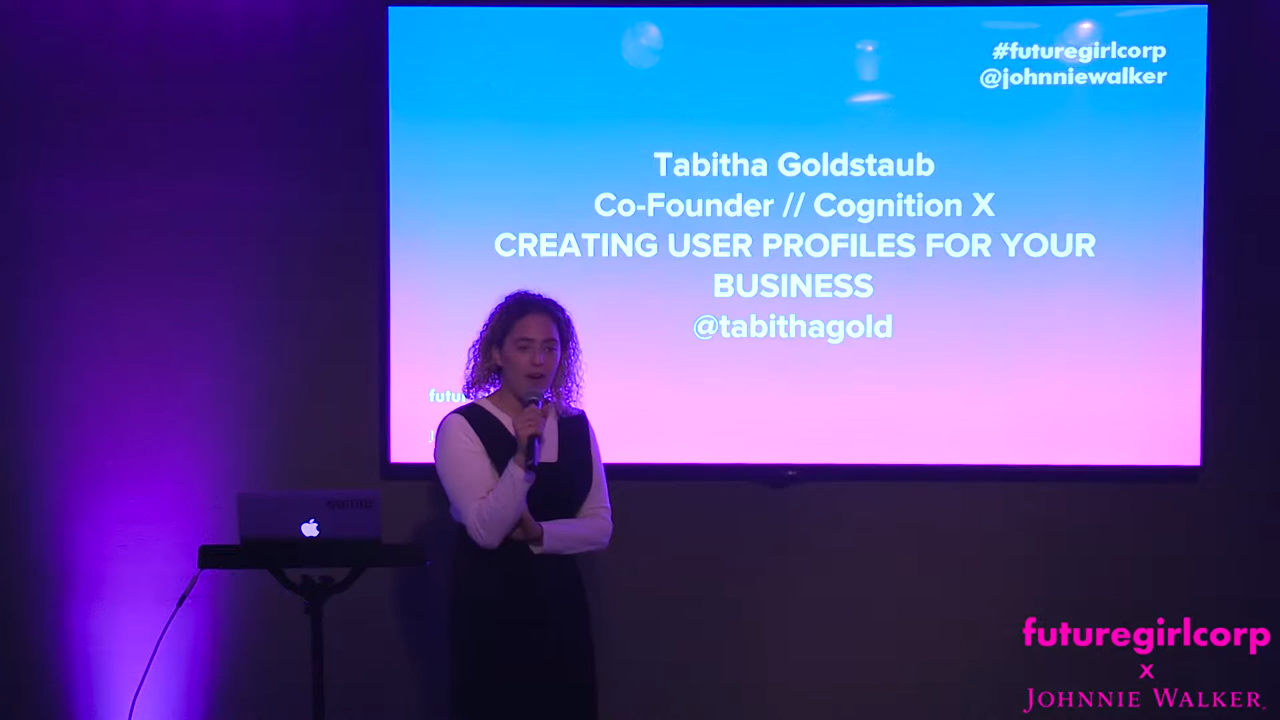 #futuregirlcorp
@johnniewalker
Tabitha Goldstaub
Co-Founder // Cognition X
CREATING USER PROFILES FOR YOUR
BUSINESS
@tabithagold
futuregirlcorp
x
JOHNNIE WALKER